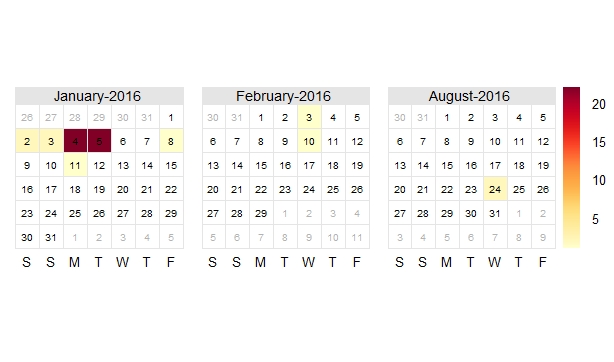 January-2016 February-2016 August-2016
26 27 28 29 30 31 1 30 31 1 2 3 4 5 30 31 1 2 3 4 5 20
2 3 4 5 6 7 8 6 7 8 9 10 11 12 6 7 8 9 10 11 12
9 10 11 12 13 14 15 13 14 15 16 17 18 19 13 14 15 16 17 18 19 15
16 17 18 19 20 21 22 20 21 22 23 24 25 26 20 21 22 23 24 25 26 10
23 24 25 26 27 28 29 27 28 29 1 2 3 4 27 28 29 30 31 1 2 5
30 31 1 2 3 4 5 5 6 7 8 9 10 11 3 4 5 6 7 8 9
S S M T W T F S S M T W T F S S M T W T F